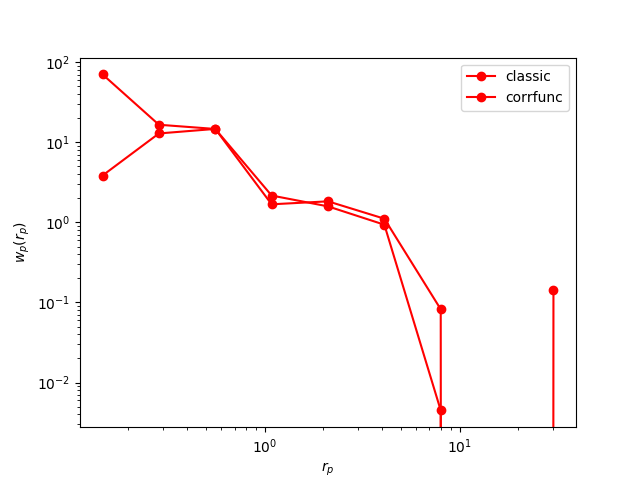 classic
corrfunc
10²
10¹
10⁰
10⁻¹
10⁻²
w_p(r_p)
10⁰ 10¹
r_p